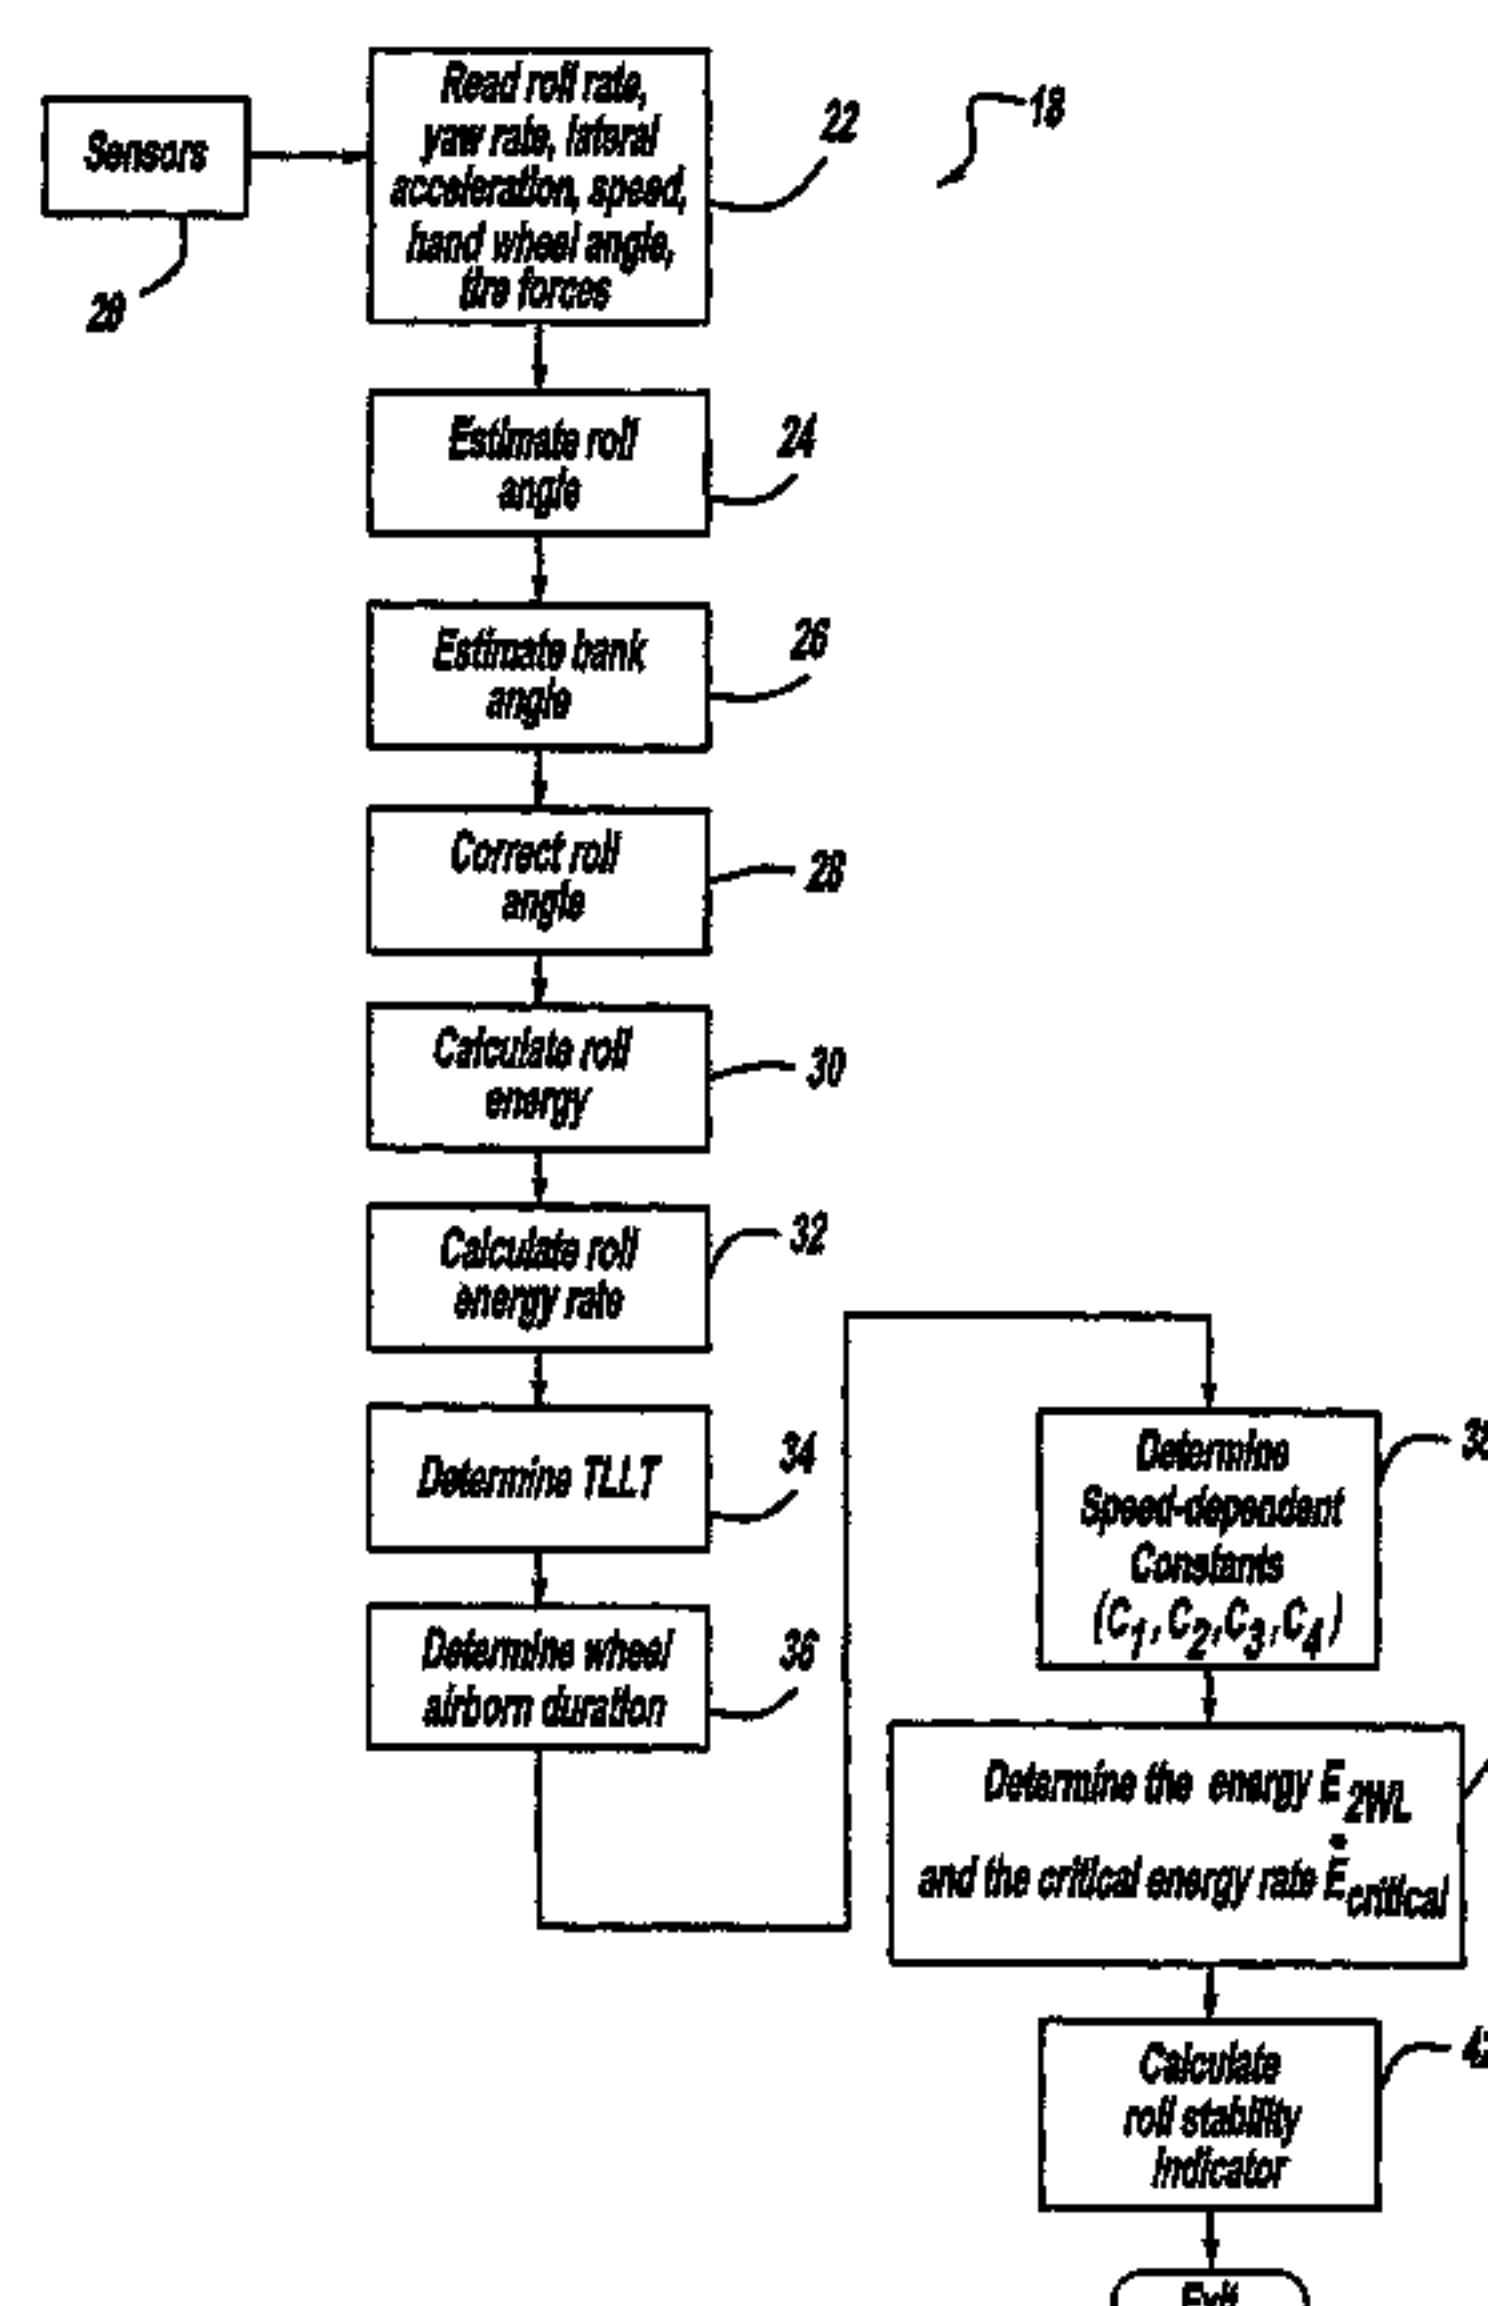 Read roll rate,
yaw rate, lateral
acceleration, speed,
hand wheel angle,
tire forces
22
18
Sensors
20
Estimate roll
angle
24
Estimate bank
angle
26
Correct roll
angle
28
Calculate roll
energy
30
Calculate roll
energy rate
32
Determine TLLT
34
Determine wheel
airborn duration
36
Determine
Speed-dependent
Constants
(C1, C2, C3, C4)
Determine the energy E2WL
and the critical energy rate Ėcritical
Calculate
roll stability
indicator
Exit